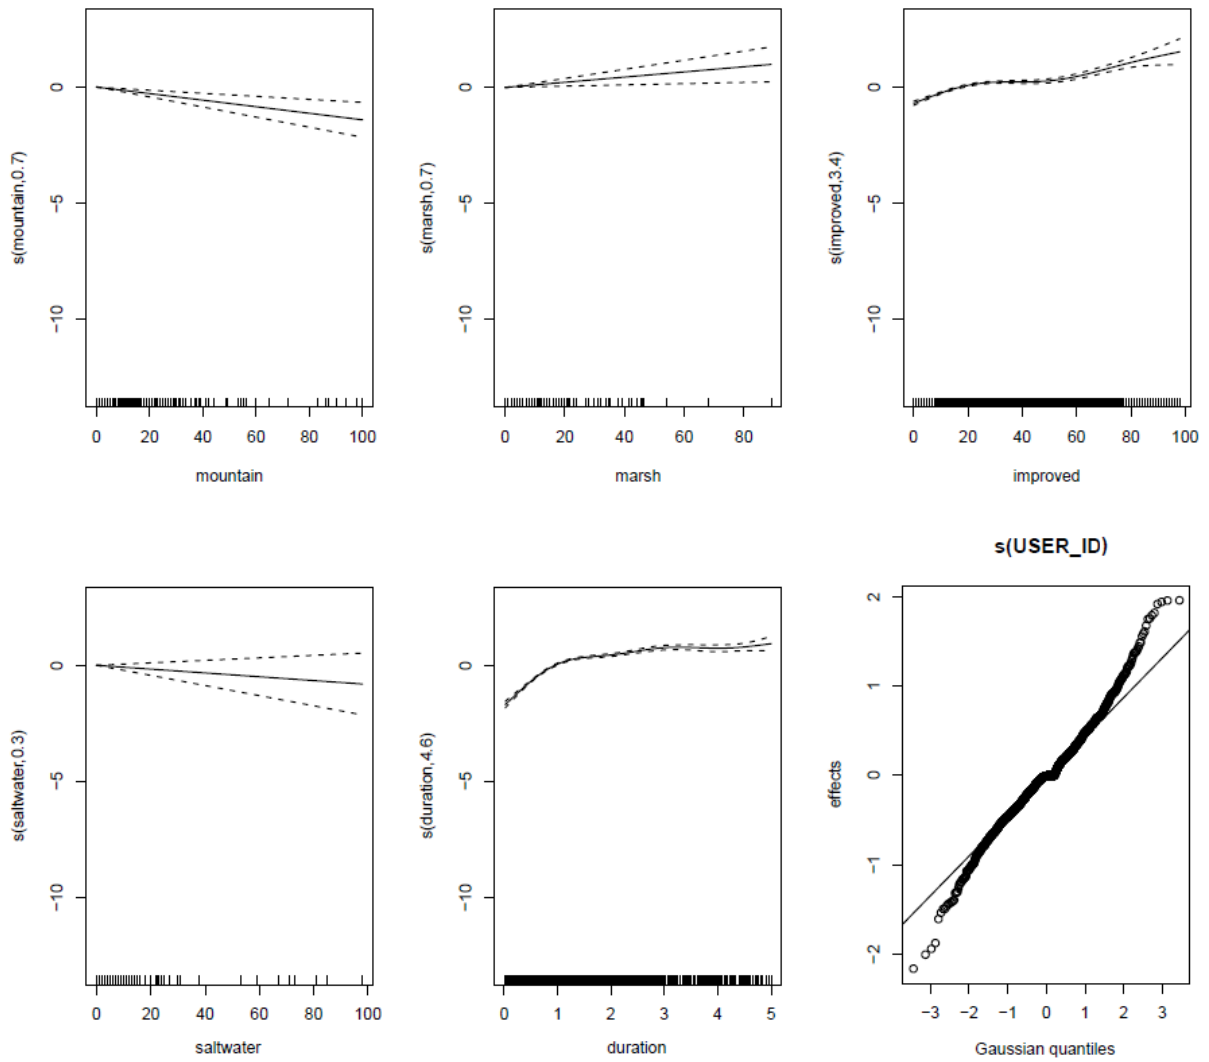 0
−5
−10
s(mountain,0.7)
0 20 40 60 80 100
mountain
0
−5
−10
s(marsh,0.7)
0 20 40 60 80
marsh
0
−5
−10
s(improved,3.4)
0 20 40 60 80 100
improved
0
−5
−10
s(saltwater,0.3)
0 20 40 60 80 100
saltwater
0
−5
−10
s(duration,4.6)
0 1 2 3 4 5
duration
s(USER_ID)
2
1
0
−1
−2
effects
−3 −2 −1 0 1 2 3
Gaussian quantiles